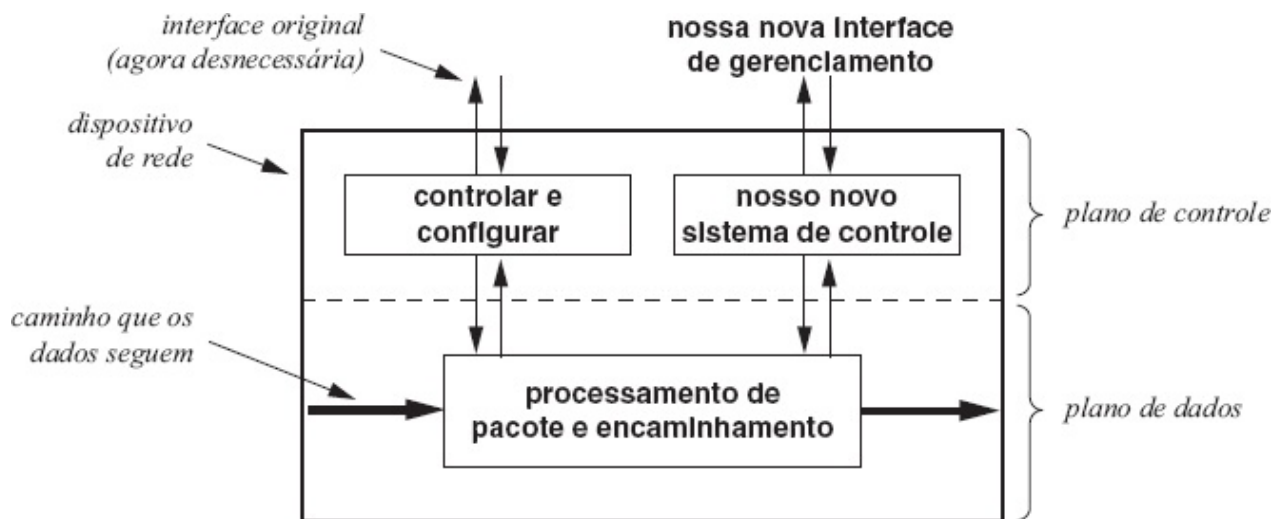 interface original
(agora desnecessária)
nossa nova Interface
de gerenciamento
dispositivo
de rede
controlar e
configurar
nosso novo
sistema de controle
plano de controle
caminho que os
dados seguem
processamento de
pacote e encaminhamento
plano de dados